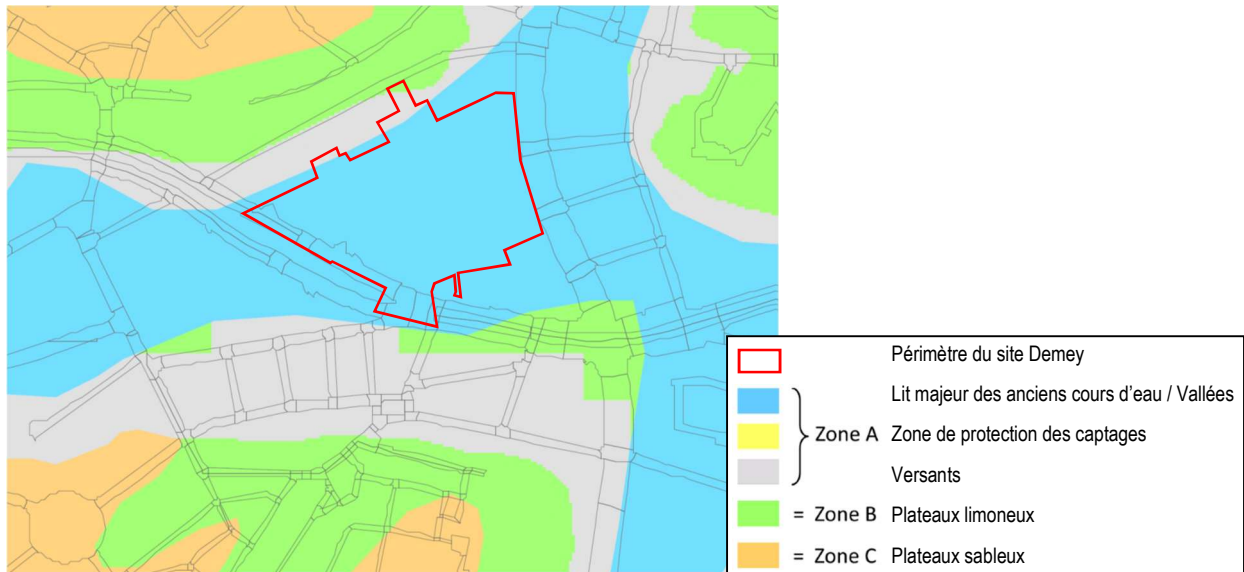 Périmètre du site Demey
Lit majeur des anciens cours d'eau / Vallées
Zone A Zone de protection des captages
Versants
= Zone B Plateaux limoneux
= Zone C Plateaux sableux